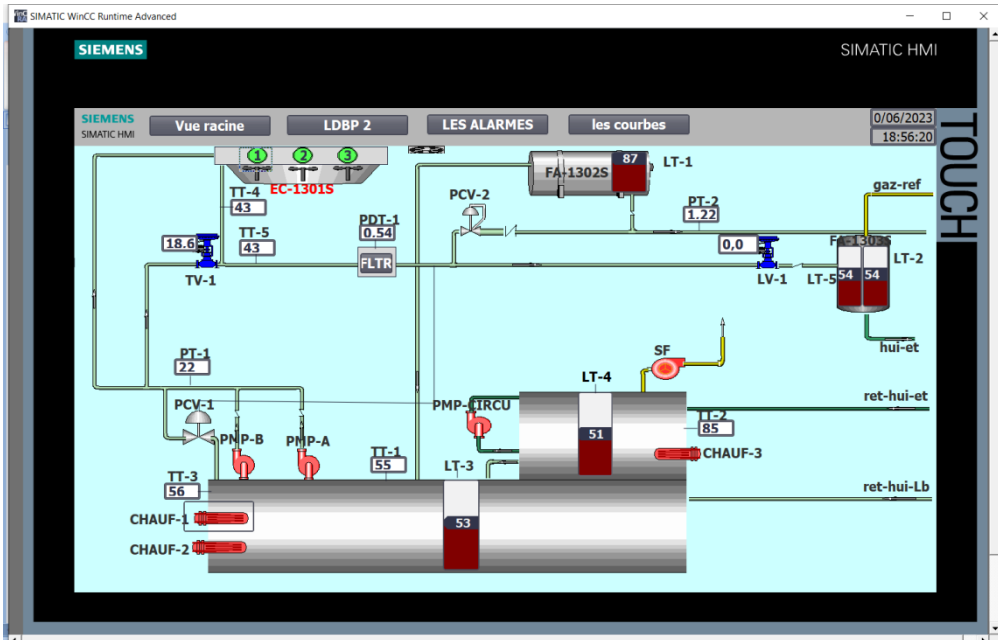 SIMATIC WinCC Runtime Advanced
SIEMENS
SIMATIC HMI
SIEMENS
SIMATIC HMI
Vue racine
LDBP 2
LES ALARMES
les courbes
0/06/2023
18:56:20
TOUCH
1
2
3
EC-1301S
FA-1302S
87
LT-1
TT-4
43
PCV-2
PT-2
1.22
gaz-ref
18.6
TT-5
43
PDT-1
0.54
0,0
FA-1303S
FLTR
LT-2
TV-1
LV-1
LT-5
54
54
hui-et
PT-1
22
SF
LT-4
ret-hui-et
PCV-1
PMP-CIRCU
TT-2
85
PMP-B
PMP-A
51
TT-1
55
CHAUF-3
LT-3
TT-3
56
ret-hui-Lb
CHAUF-1
53
CHAUF-2